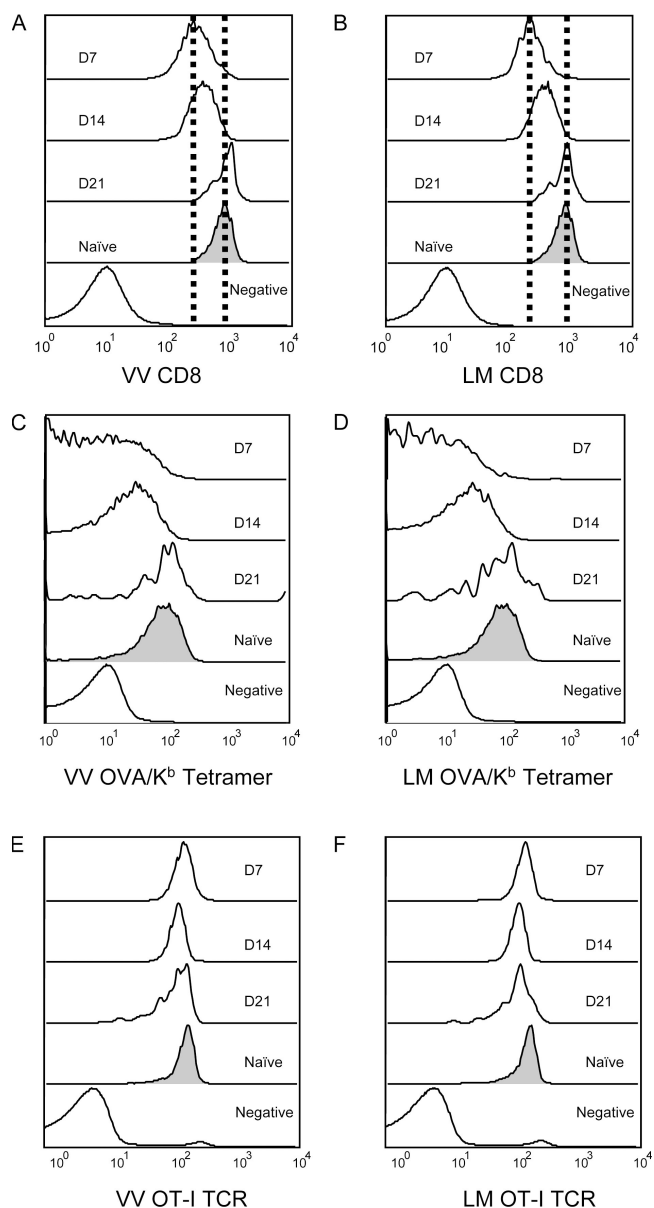 A
D7
D14
D21
Naïve
Negative
10⁰ 10¹ 10² 10³ 10⁴
VV CD8
B
D7
D14
D21
Naïve
Negative
10⁰ 10¹ 10² 10³ 10⁴
LM CD8
C
D7
D14
D21
Naïve
Negative
10⁰ 10¹ 10² 10³ 10⁴
VV OVA/Kᵇ Tetramer
D
D7
D14
D21
Naïve
Negative
10⁰ 10¹ 10² 10³ 10⁴
LM OVA/Kᵇ Tetramer
E
D7
D14
D21
Naïve
Negative
10⁰ 10¹ 10² 10³ 10⁴
VV OT-I TCR
F
D7
D14
D21
Naïve
Negative
10⁰ 10¹ 10² 10³ 10⁴
LM OT-I TCR